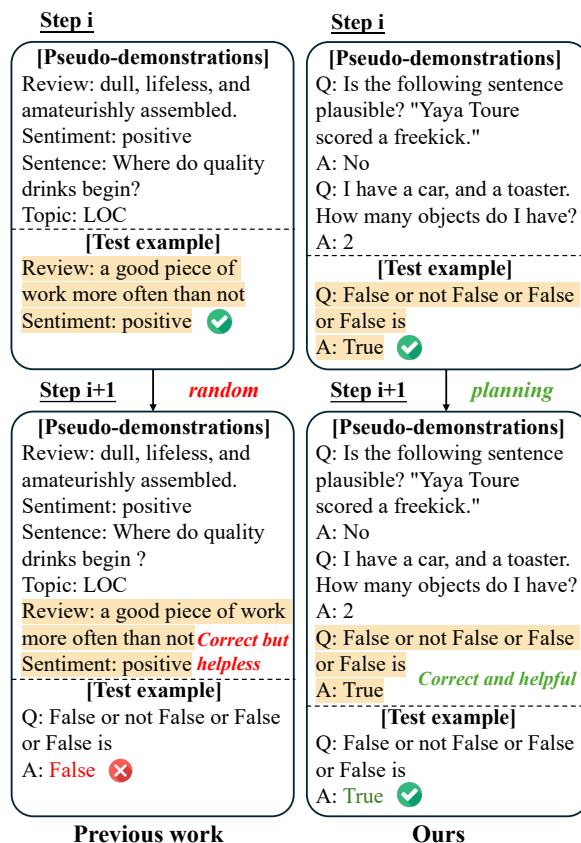 Step i
[Pseudo-demonstrations]
Review: dull, lifeless, and
amateurishly assembled.
Sentiment: positive
Sentence: Where do quality
drinks begin?
Topic: LOC
[Test example]
Review: a good piece of
work more often than not
Sentiment: positive
Step i+1
random
[Pseudo-demonstrations]
Review: dull, lifeless, and
amateurishly assembled.
Sentiment: positive
Sentence: Where do quality
drinks begin ?
Topic: LOC
Review: a good piece of work
more often than not Correct but
Sentiment: positive helpless
[Test example]
Q: False or not False or False
or False is
A: False
Previous work
Step i
[Pseudo-demonstrations]
Q: Is the following sentence
plausible? "Yaya Toure
scored a freekick."
A: No
Q: I have a car, and a toaster.
How many objects do I have?
A: 2
[Test example]
Q: False or not False or False
or False is
A: True
Step i+1
planning
[Pseudo-demonstrations]
Q: Is the following sentence
plausible? "Yaya Toure
scored a freekick."
A: No
Q: I have a car, and a toaster.
How many objects do I have?
A: 2
Q: False or not False or False
or False is
Correct and helpful
A: True
[Test example]
Q: False or not False or False
or False is
A: True
Ours